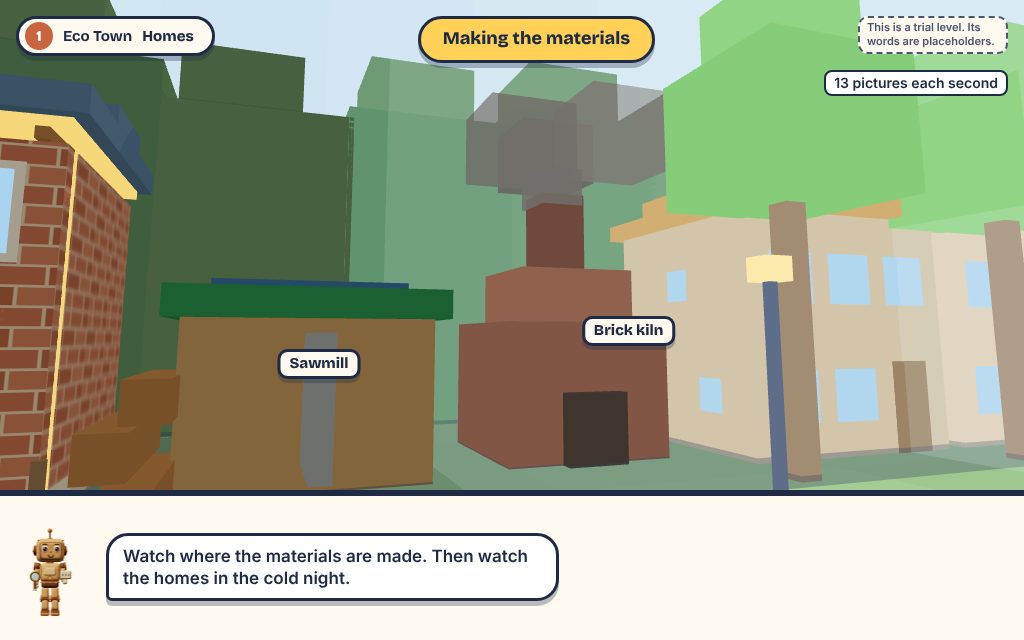 1 Eco Town Homes
Making the materials
This is a trial level. Its
words are placeholders.
13 pictures each second
Brick kiln
Sawmill
Watch where the materials are made. Then watch
the homes in the cold night.